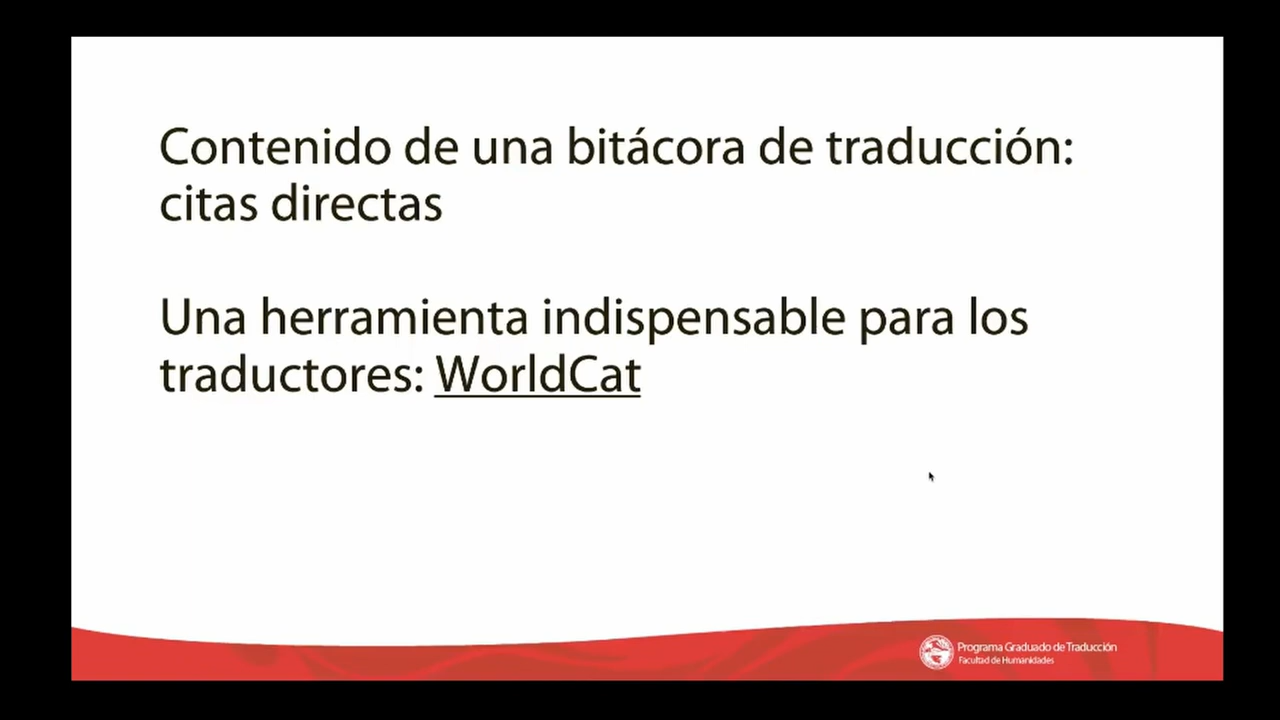 Contenido de una bitácora de traducción:
citas directas
Una herramienta indispensable para los
traductores: WorldCat
Programa Graduado de Traducción
Facultad de Humanidades